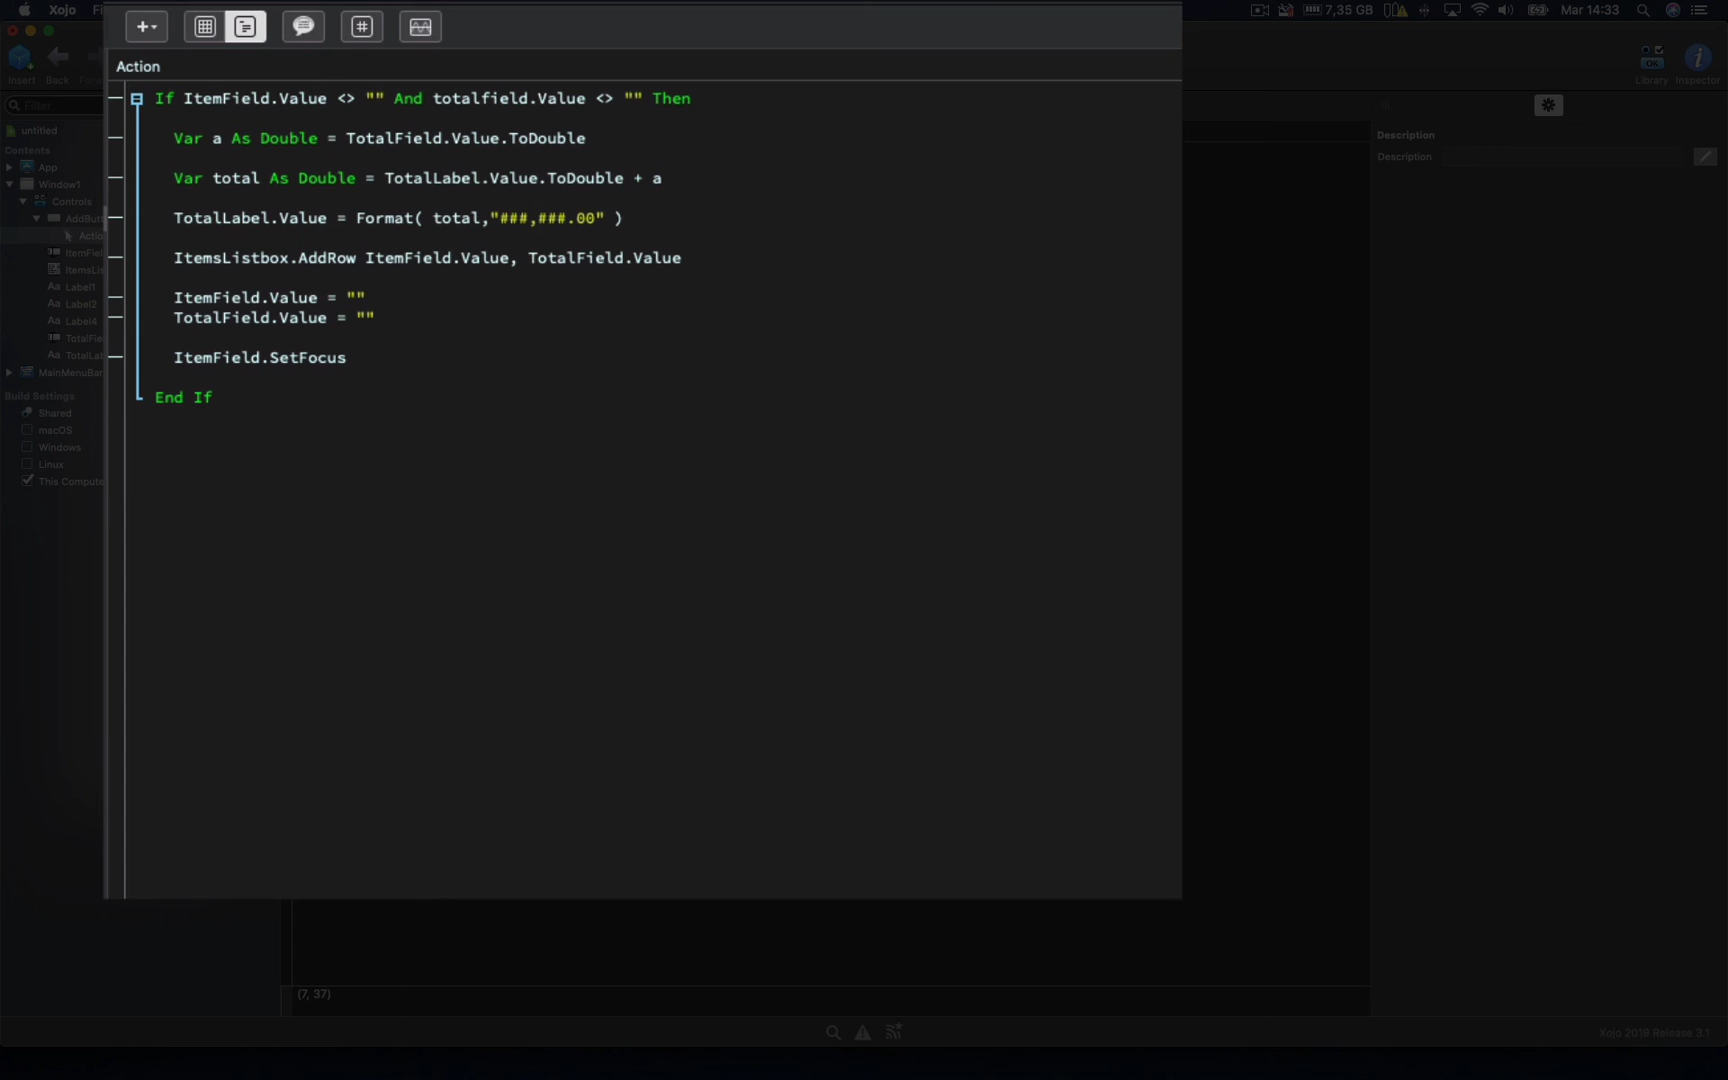 Xojo
7,35 GB
Mar 14:33
Insert
Back
Library
Inspector
Filter
Action
untitled
Contents
App
Window1
Controls
AddButt
Actio
ItemFiel
ItemsLis
Label1
Label2
Label4
TotalFie
TotalLab
MainMenuBar
Build Settings
Shared
macOS
Windows
Linux
This Compute
If ItemField.Value <> "" And totalfield.Value <> "" Then
Var a As Double = TotalField.Value.ToDouble
Var total As Double = TotalLabel.Value.ToDouble + a
TotalLabel.Value = Format( total,"###,###.00" )
ItemsListbox.AddRow ItemField.Value, TotalField.Value
ItemField.Value = ""
TotalField.Value = ""
ItemField.SetFocus
End If
Description
Description
(7, 37)
Xojo 2019 Release 3.1